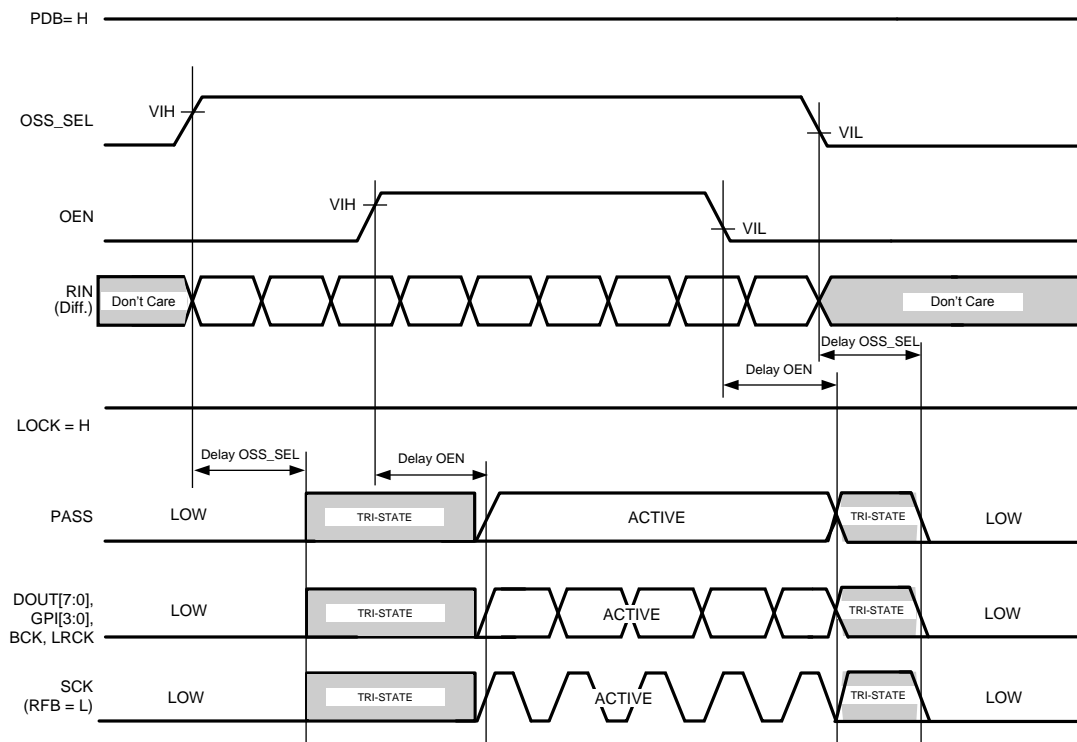 PDB= H
VIH
OSS_SEL
VIL
VIH
OEN
VIL
RIN
(Diff.)
Don't Care
Don't Care
Delay OSS_SEL
Delay OEN
LOCK = H
Delay OSS_SEL
Delay OEN
PASS
LOW
TRI-STATE
ACTIVE
TRI-STATE
LOW
DOUT[7:0],
GPI[3:0],
BCK, LRCK
LOW
TRI-STATE
ACTIVE
TRI-STATE
LOW
SCK
(RFB = L)
LOW
TRI-STATE
ACTIVE
TRI-STATE
LOW